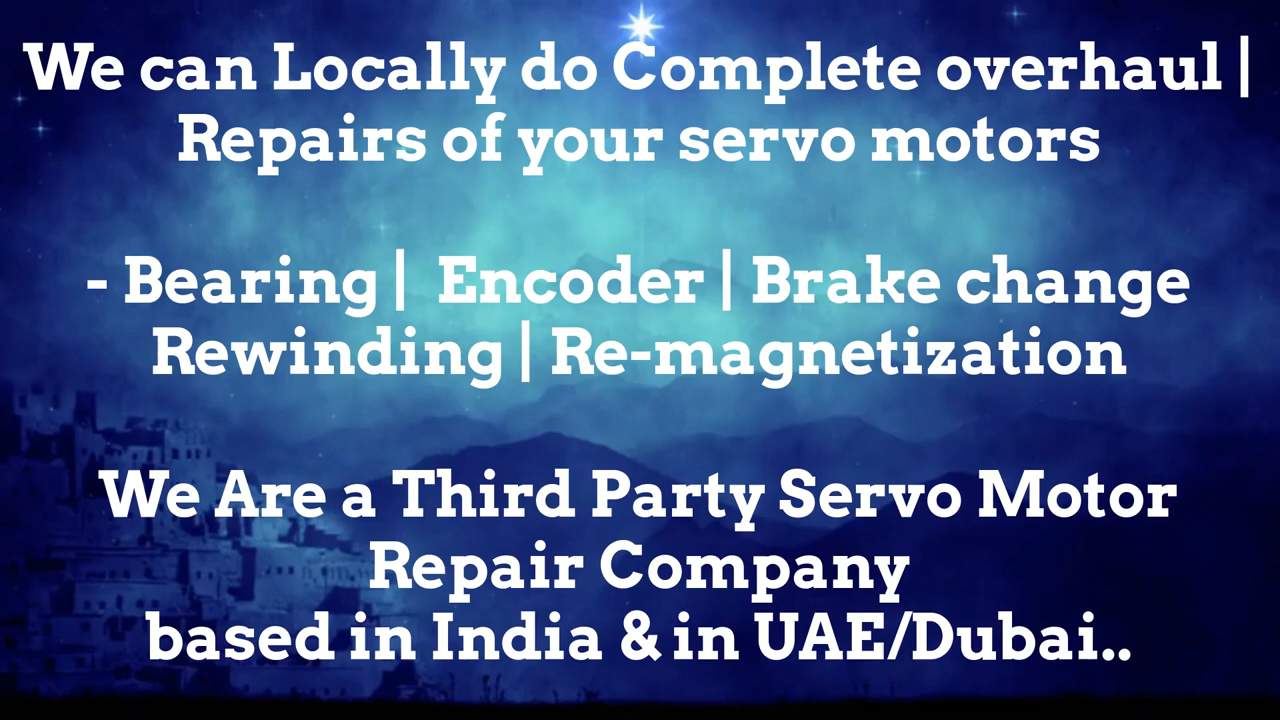 We can Locally do Complete overhaul |
Repairs of your servo motors
- Bearing | Encoder | Brake change
Rewinding | Re-magnetization
We Are a Third Party Servo Motor
Repair Company
based in India & in UAE/Dubai..